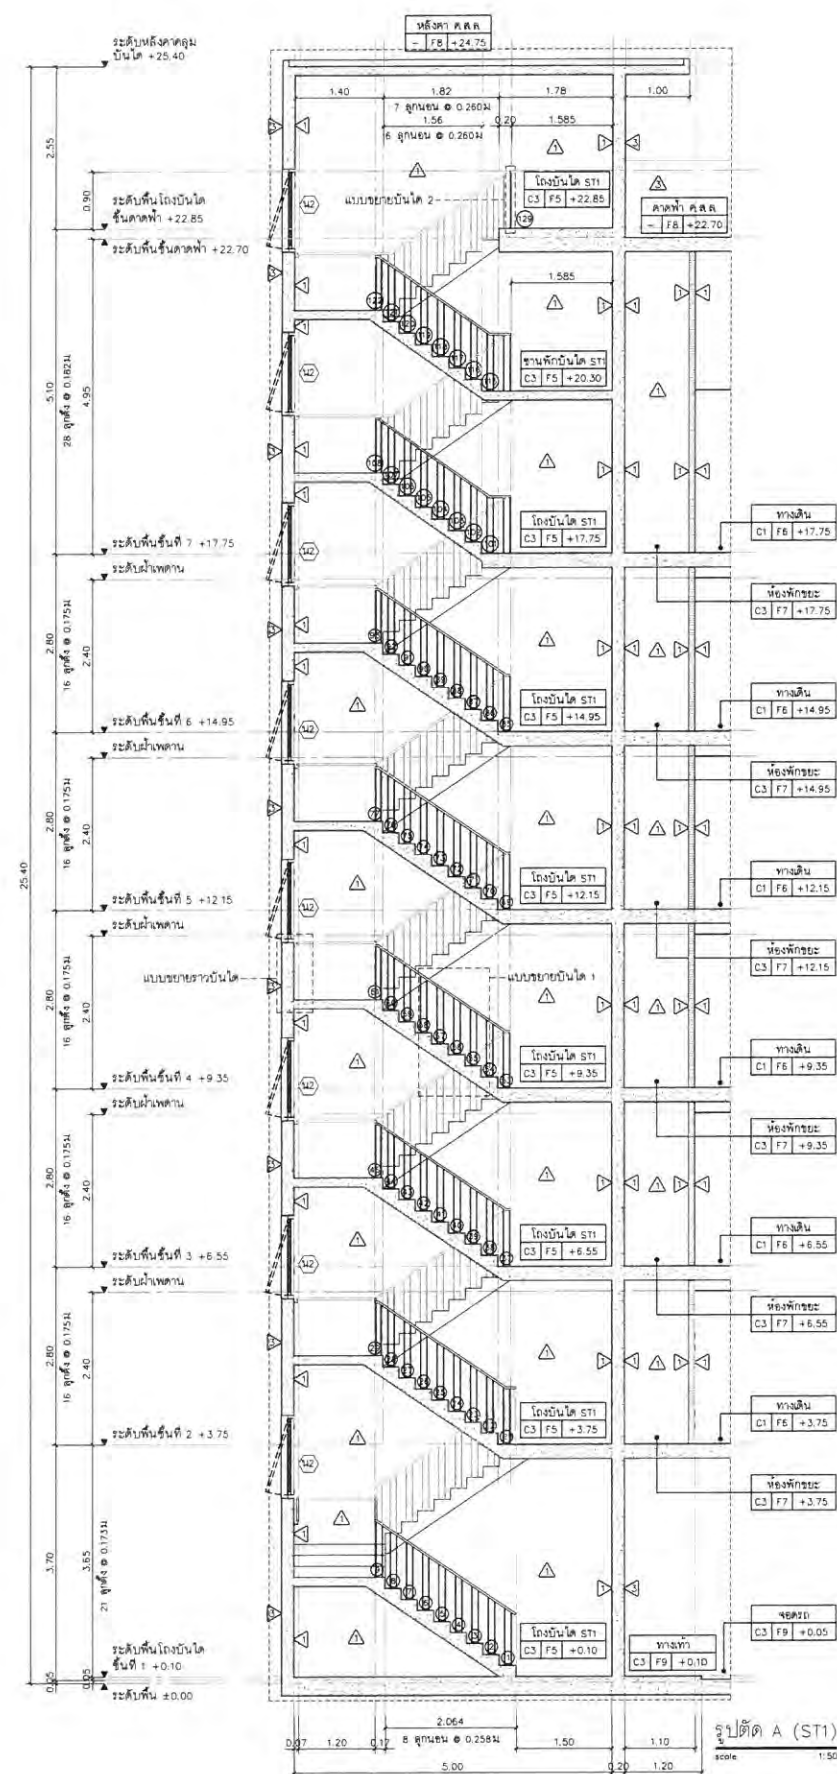 หลังคา ค.ส.ล.
- F8 +24.75
ระดับหลังคาคลุม
บันได +25.40
1.40
1.82
1.78
1.00
7 ลูกนอน @ 0.260ม
1.56
0.20
1.585
6 ลูกนอน @ 0.260ม
2.55
0.90
ระดับพื้นโถงบันได
ชั้นดาดฟ้า +22.85
แบบขยายบันได 2
โถงบันได ST1
C3 F5 +22.85
129
ดาดฟ้า ค.ส.ล.
- F8 +22.70
ระดับพื้นชั้นดาดฟ้า +22.70
น2
1.585
ชานพักบันได ST1
C3 F5 +20.30
5.10
28 ลูกตั้ง @ 0.182ม
4.95
น2
โถงบันได ST1
C3 F5 +17.75
ทางเดิน
C1 F6 +17.75
ระดับพื้นชั้นที่ 7 +17.75
น2
ระดับฝ้าเพดาน
ห้องพักขยะ
C3 F7 +17.75
2.80
16 ลูกตั้ง @ 0.175ม
2.40
โถงบันได ST1
C3 F5 +14.95
ทางเดิน
C1 F6 +14.95
ระดับพื้นชั้นที่ 6 +14.95
น2
ระดับฝ้าเพดาน
ห้องพักขยะ
C3 F7 +14.95
2.80
16 ลูกตั้ง @ 0.175ม
2.40
25.40
โถงบันได ST1
C3 F5 +12.15
ทางเดิน
C1 F6 +12.15
ระดับพื้นชั้นที่ 5 +12.15
น2
ระดับฝ้าเพดาน
ห้องพักขยะ
C3 F7 +12.15
แบบขยายราวบันได
แบบขยายบันได 1
2.80
16 ลูกตั้ง @ 0.175ม
2.40
โถงบันได ST1
C3 F5 +9.35
ทางเดิน
C1 F6 +9.35
ระดับพื้นชั้นที่ 4 +9.35
น2
ระดับฝ้าเพดาน
ห้องพักขยะ
C3 F7 +9.35
2.80
16 ลูกตั้ง @ 0.175ม
2.40
โถงบันได ST1
C3 F5 +6.55
ทางเดิน
C1 F6 +6.55
ระดับพื้นชั้นที่ 3 +6.55
น2
ระดับฝ้าเพดาน
ห้องพักขยะ
C3 F7 +6.55
2.80
16 ลูกตั้ง @ 0.175ม
2.40
โถงบันได ST1
C3 F5 +3.75
ทางเดิน
C1 F6 +3.75
ระดับพื้นชั้นที่ 2 +3.75
น2
ห้องพักขยะ
C3 F7 +3.75
3.70
21 ลูกตั้ง @ 0.173ม
3.65
โถงบันได ST1
C3 F5 +0.10
ทางเท้า
C3 F9 +0.10
จอดรถ
C3 F9 +0.05
ระดับพื้นโถงบันได
ชั้นที่ 1 +0.10
0.05
0.05
ระดับพื้น ±0.00
2.064
0.07
1.20
0.17
8 ลูกนอน @ 0.258ม
1.50
1.10
5.00
0.20
1.20
รูปตัด A (ST1)
scale 1:50